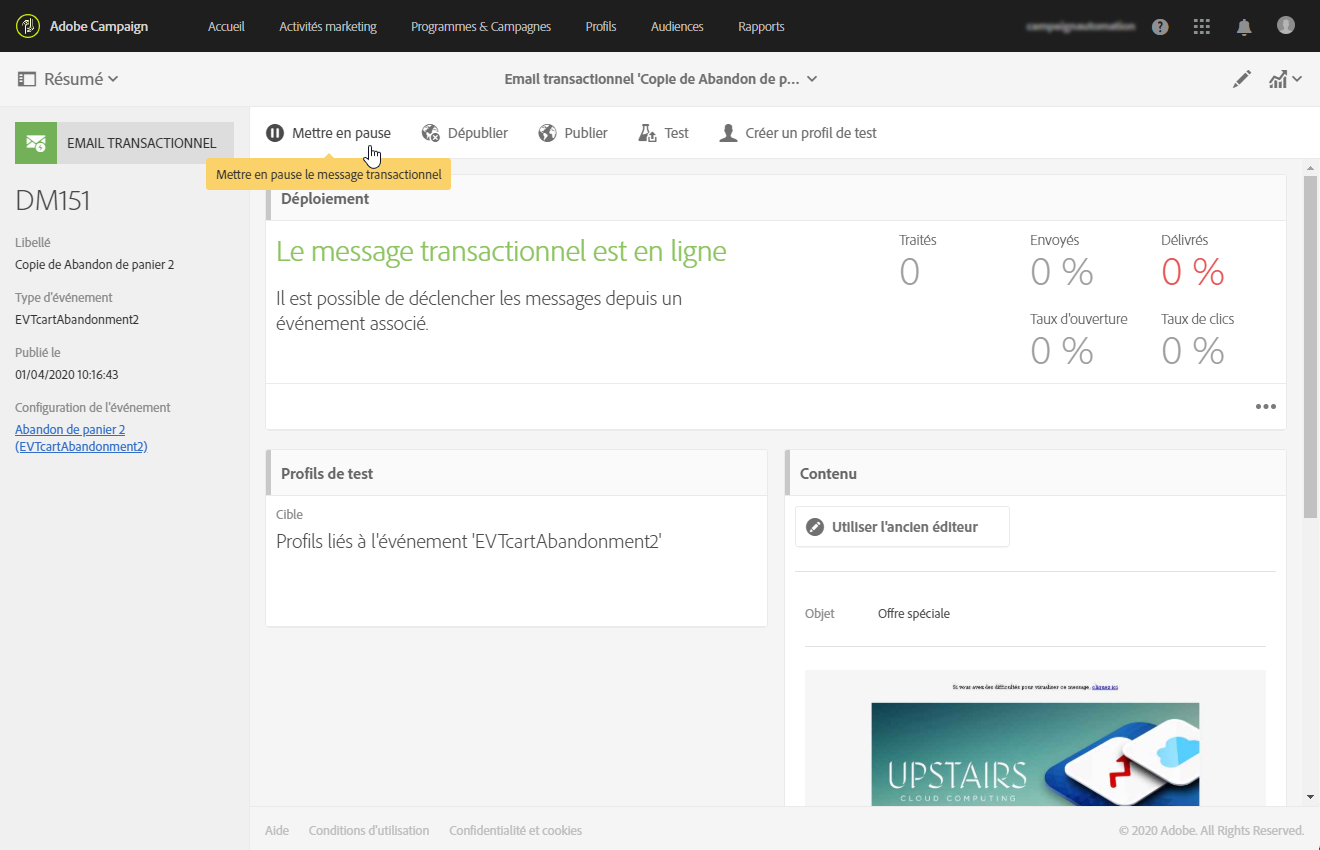 Adobe Campaign
Accueil
Activités marketing
Programmes & Campagnes
Profils
Audiences
Rapports
Résumé
Email transactionnel 'Copie de Abandon de p...
EMAIL TRANSACTIONNEL
Mettre en pause
Dépublier
Publier
Test
Créer un profil de test
Mettre en pause le message transactionnel
DM151
Libellé
Copie de Abandon de panier 2
Type d'événement
EVTcartAbandonment2
Publié le
01/04/2020 10:16:43
Configuration de l'événement
Abandon de panier 2
(EVTcartAbandonment2)
Déploiement
Le message transactionnel est en ligne
Il est possible de déclencher les messages depuis un
événement associé.
Traités
0
Envoyés
0 %
Délivrés
0 %
Taux d'ouverture
0 %
Taux de clics
0 %
Profils de test
Cible
Profils liés à l'événement 'EVTcartAbandonment2'
Contenu
Utiliser l'ancien éditeur
Objet
Offre spéciale
Si vous avez des difficultés pour visualiser ce message, cliquez ici
UPSTAIRS
CLOUD COMPUTING
Aide
Conditions d'utilisation
Confidentialité et cookies
© 2020 Adobe. All Rights Reserved.